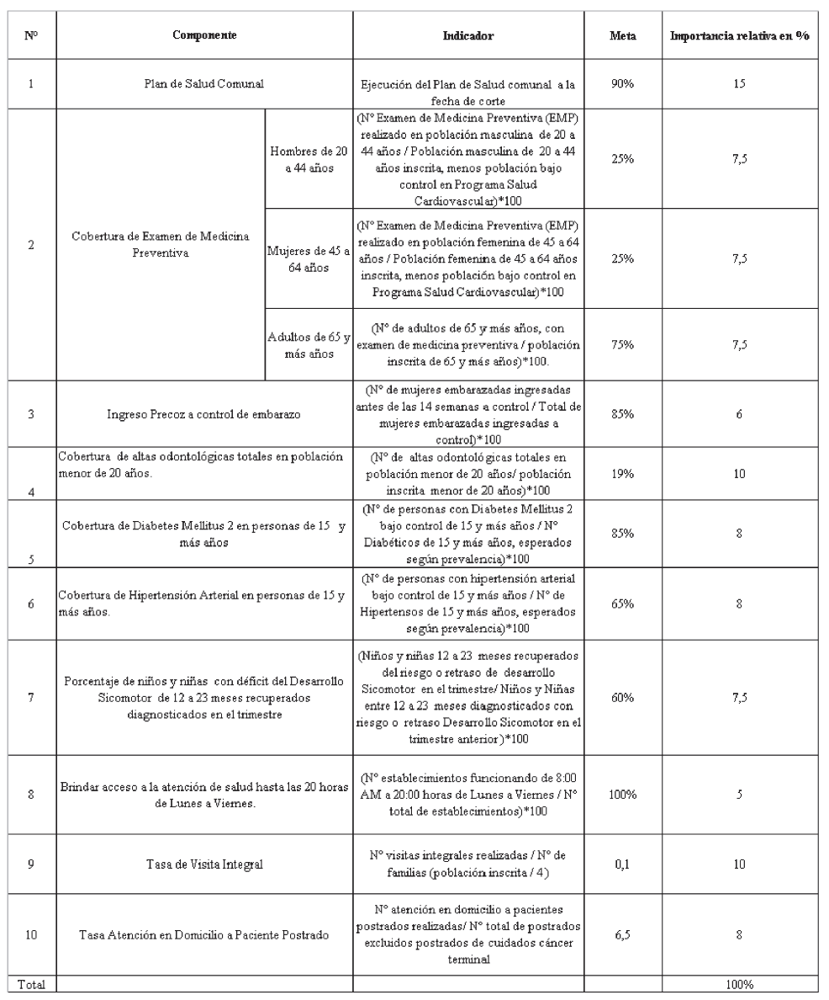 Nº Componente Indicador Meta Importancia relativa en %
1 Plan de Salud Comunal
Ejecución del Plan de Salud comunal a la
fecha de corte
90% 15
2
Cobertura de Examen de Medicina
Preventiva
Hombres de 20
a 44 años
(Nº Examen de Medicina Preventiva (EMP)
realizado en población masculina de 20 a
44 años / Población masculina de 20 a 44
años inscrita, menos población bajo
control en Programa Salud
Cardiovascular)*100
25% 7,5
Mujeres de 45 a
64 años
(Nº Examen de Medicina Preventiva (EMP)
realizado en población femenina de 45 a 64
años / Población femenina de 45 a 64 años
inscrita, menos población bajo control en
Programa Salud Cardiovascular)*100
25% 7,5
Adultos de 65 y
más años
(Nº de adultos de 65 y más años, con
examen de medicina preventiva / población
inscrita de 65 y más años)*100.
75% 7,5
3 Ingreso Precoz a control de embarazo
(Nº de mujeres embarazadas ingresadas
antes de las 14 semanas a control / Total de
mujeres embarazadas ingresadas a
control)*100
85% 6
4
Cobertura de altas odontológicas totales en población
menor de 20 años.
(Nº de altas odontológicas totales en
población menor de 20 años/ población
inscrita menor de 20 años)*100
19% 10
5
Cobertura de Diabetes Mellitus 2 en personas de 15 y
más años
(Nº de personas con Diabetes Mellitus 2
bajo control de 15 y más años / Nº
Diabéticos de 15 y más años, esperados
según prevalencia)*100
85% 8
6
Cobertura de Hipertensión Arterial en personas de 15 y
más años.
(Nº de personas con hipertensión arterial
bajo control de 15 y más años / Nº de
Hipertensos de 15 y más años, esperados
según prevalencia)*100
65% 8
7
Porcentaje de niños y niñas con déficit del Desarrollo
Sicomotor de 12 a 23 meses recuperados
diagnosticados en el trimestre
(Niños y niñas 12 a 23 meses recuperados
del riesgo o retraso de desarrollo
Sicomotor en el trimestre/ Niños y Niñas
entre 12 a 23 meses diagnosticados con
riesgo o retraso Desarrollo Sicomotor en el
trimestre anterior)*100
60% 7,5
8
Brindar acceso a la atención de salud hasta las 20 horas
de Lunes a Viernes.
(Nº establecimientos funcionando de 8:00
AM a 20:00 horas de Lunes a Viernes / Nº
total de establecimientos)*100
100% 5
9 Tasa de Visita Integral
Nº visitas integrales realizadas / Nº de
familias (población inscrita / 4)
0,1 10
10 Tasa Atención en Domicilio a Paciente Postrado
Nº atención en domicilio a pacientes
postrados realizadas/ Nº total de postrados
excluidos postrados de cuidados cáncer
terminal
6,5 8
Total 100%